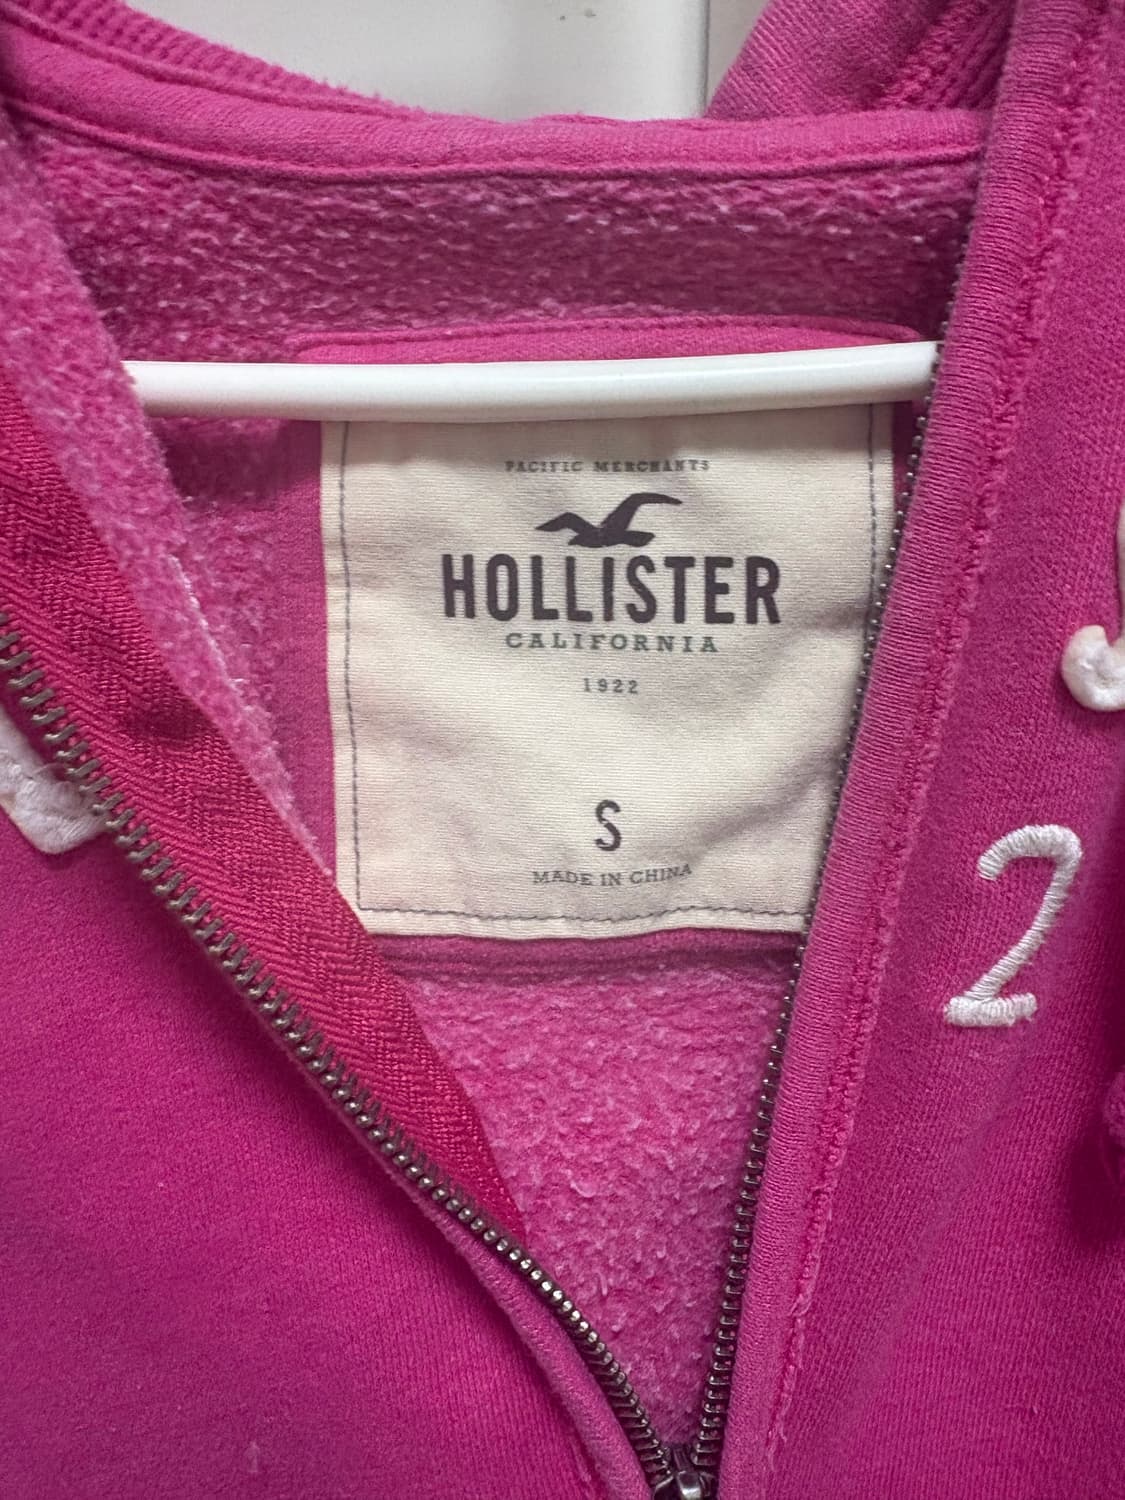 PACIFIC MERCHANTS
HOLLISTER
CALIFORNIA
1922
S
MADE IN CHINA
2